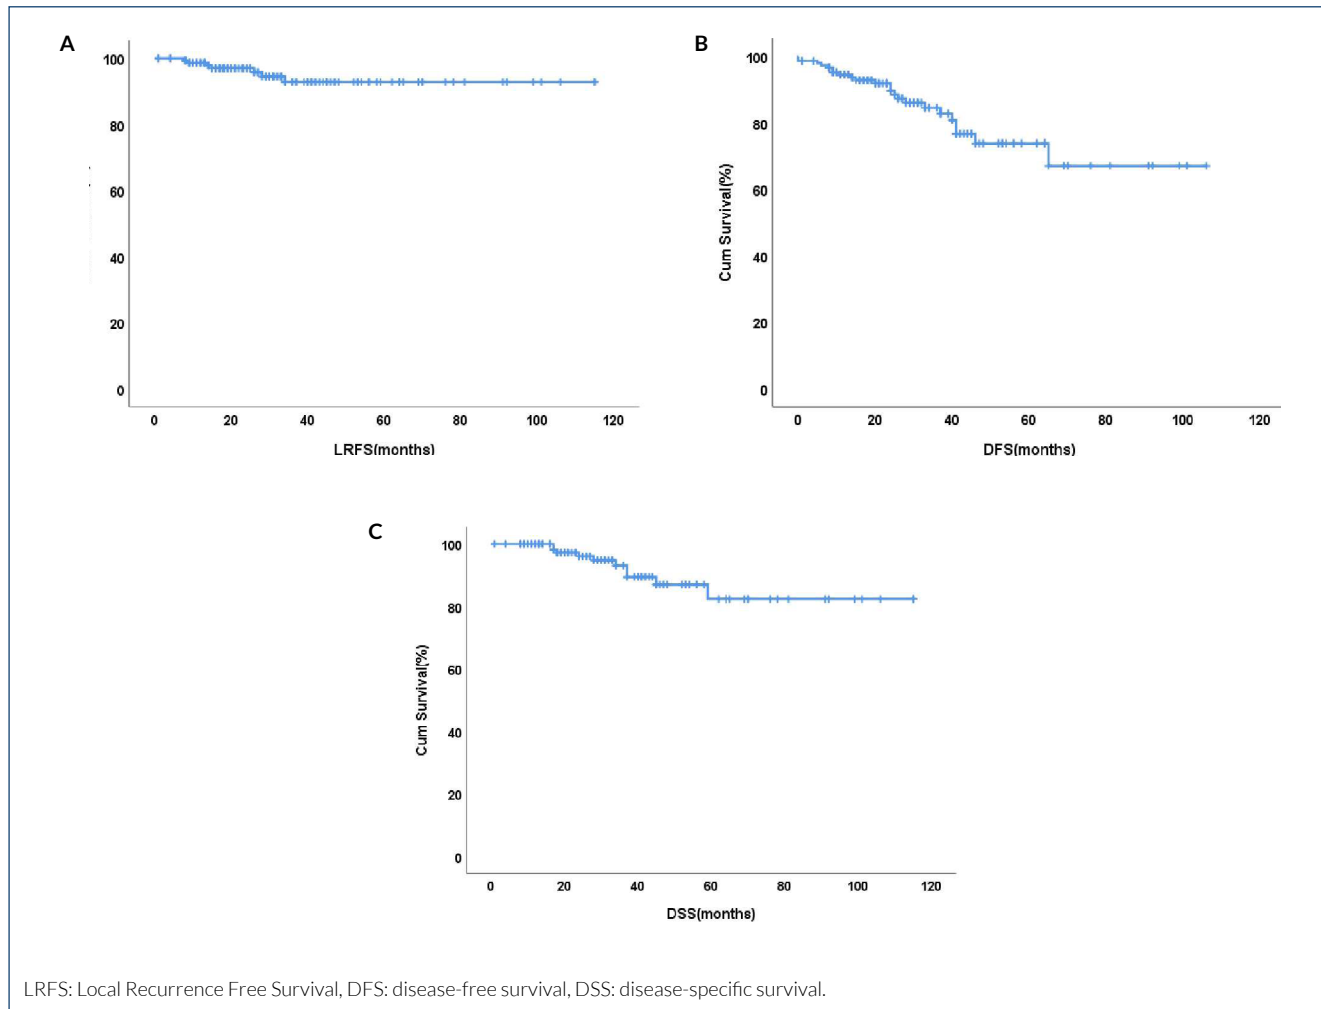 A
100
80
60
40
20
0
0 20 40 60 80 100 120
LRFS(months)
B
Cum Survival(%)
100
80
60
40
20
0
0 20 40 60 80 100 120
DFS(months)
C
Cum Survival(%)
100
80
60
40
20
0
0 20 40 60 80 100 120
DSS(months)
LRFS: Local Recurrence Free Survival, DFS: disease-free survival, DSS: disease-specific survival.